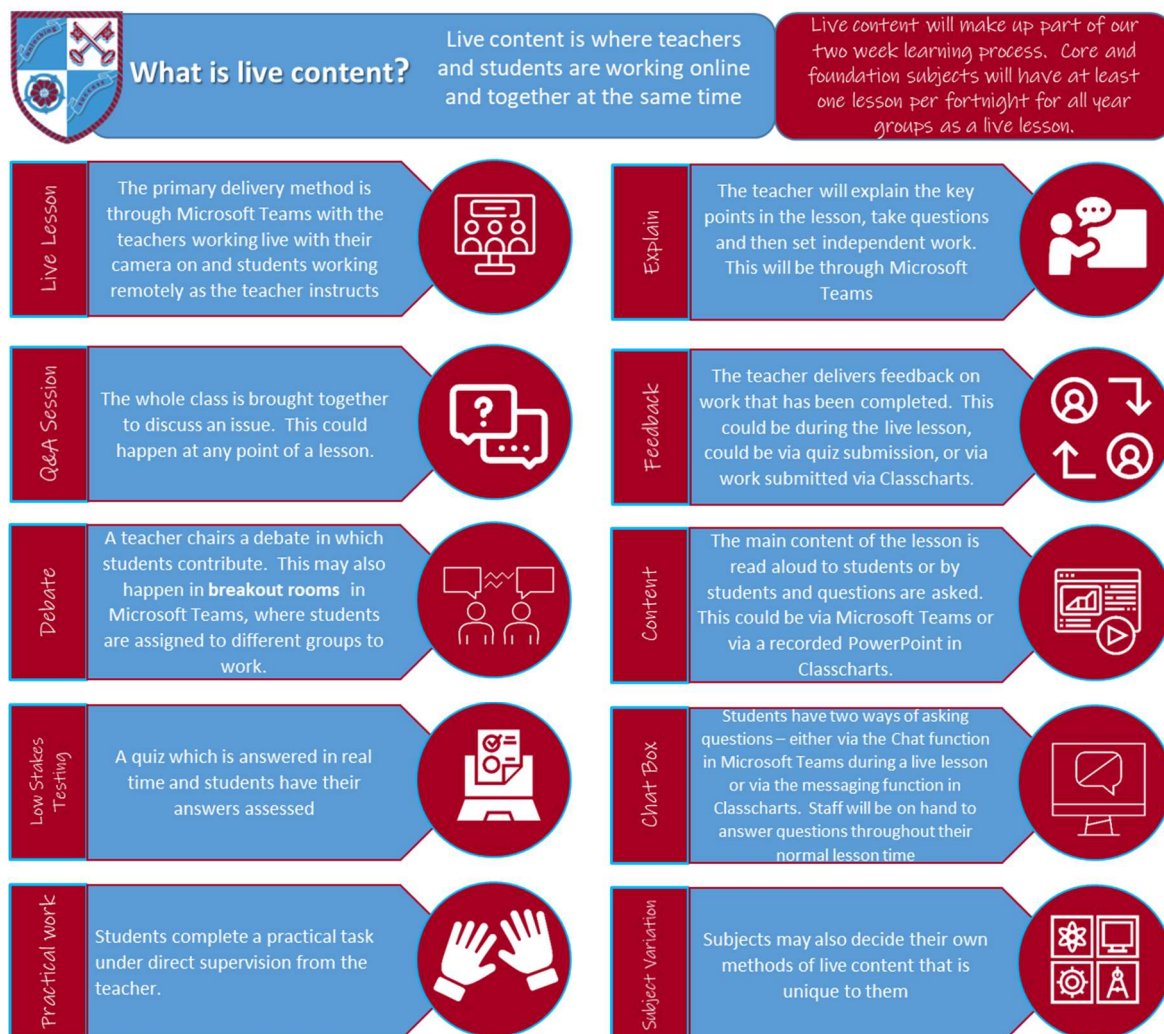 What is live content?
Live content is where teachers
and students are working online
and together at the same time
Live content will make up part of our
two week learning process.  Core and
foundation subjects will have at least
one lesson per fortnight for all year
groups as a live lesson.
Live Lesson
The primary delivery method is
through Microsoft Teams with the
teachers working live with their
camera on and students working
remotely as the teacher instructs
Explain
The teacher will explain the key
points in the lesson, take questions
and then set independent work.
This will be through Microsoft
Teams
Q&A Session
The whole class is brought together
to discuss an issue.  This could
happen at any point of a lesson.
Feedback
The teacher delivers feedback on
work that has been completed.  This
could be during the live lesson,
could be via quiz submission, or via
work submitted via Classcharts.
Debate
A teacher chairs a debate in which
students contribute.  This may also
happen in breakout rooms in
Microsoft Teams, where students
are assigned to different groups to
work.
Content
The main content of the lesson is
read aloud to students or by
students and questions are asked.
This could be via Microsoft Teams or
via a recorded PowerPoint in
Classcharts.
Low Stakes
Testing
A quiz which is answered in real
time and students have their
answers assessed
Chat Box
Students have two ways of asking
questions – either via the Chat function
in Microsoft Teams during a live lesson
or via the messaging function in
Classcharts.  Staff will be on hand to
answer questions throughout their
normal lesson time
Practical work
Students complete a practical task
under direct supervision from the
teacher.
Subject Variation
Subjects may also decide their own
methods of live content that is
unique to them